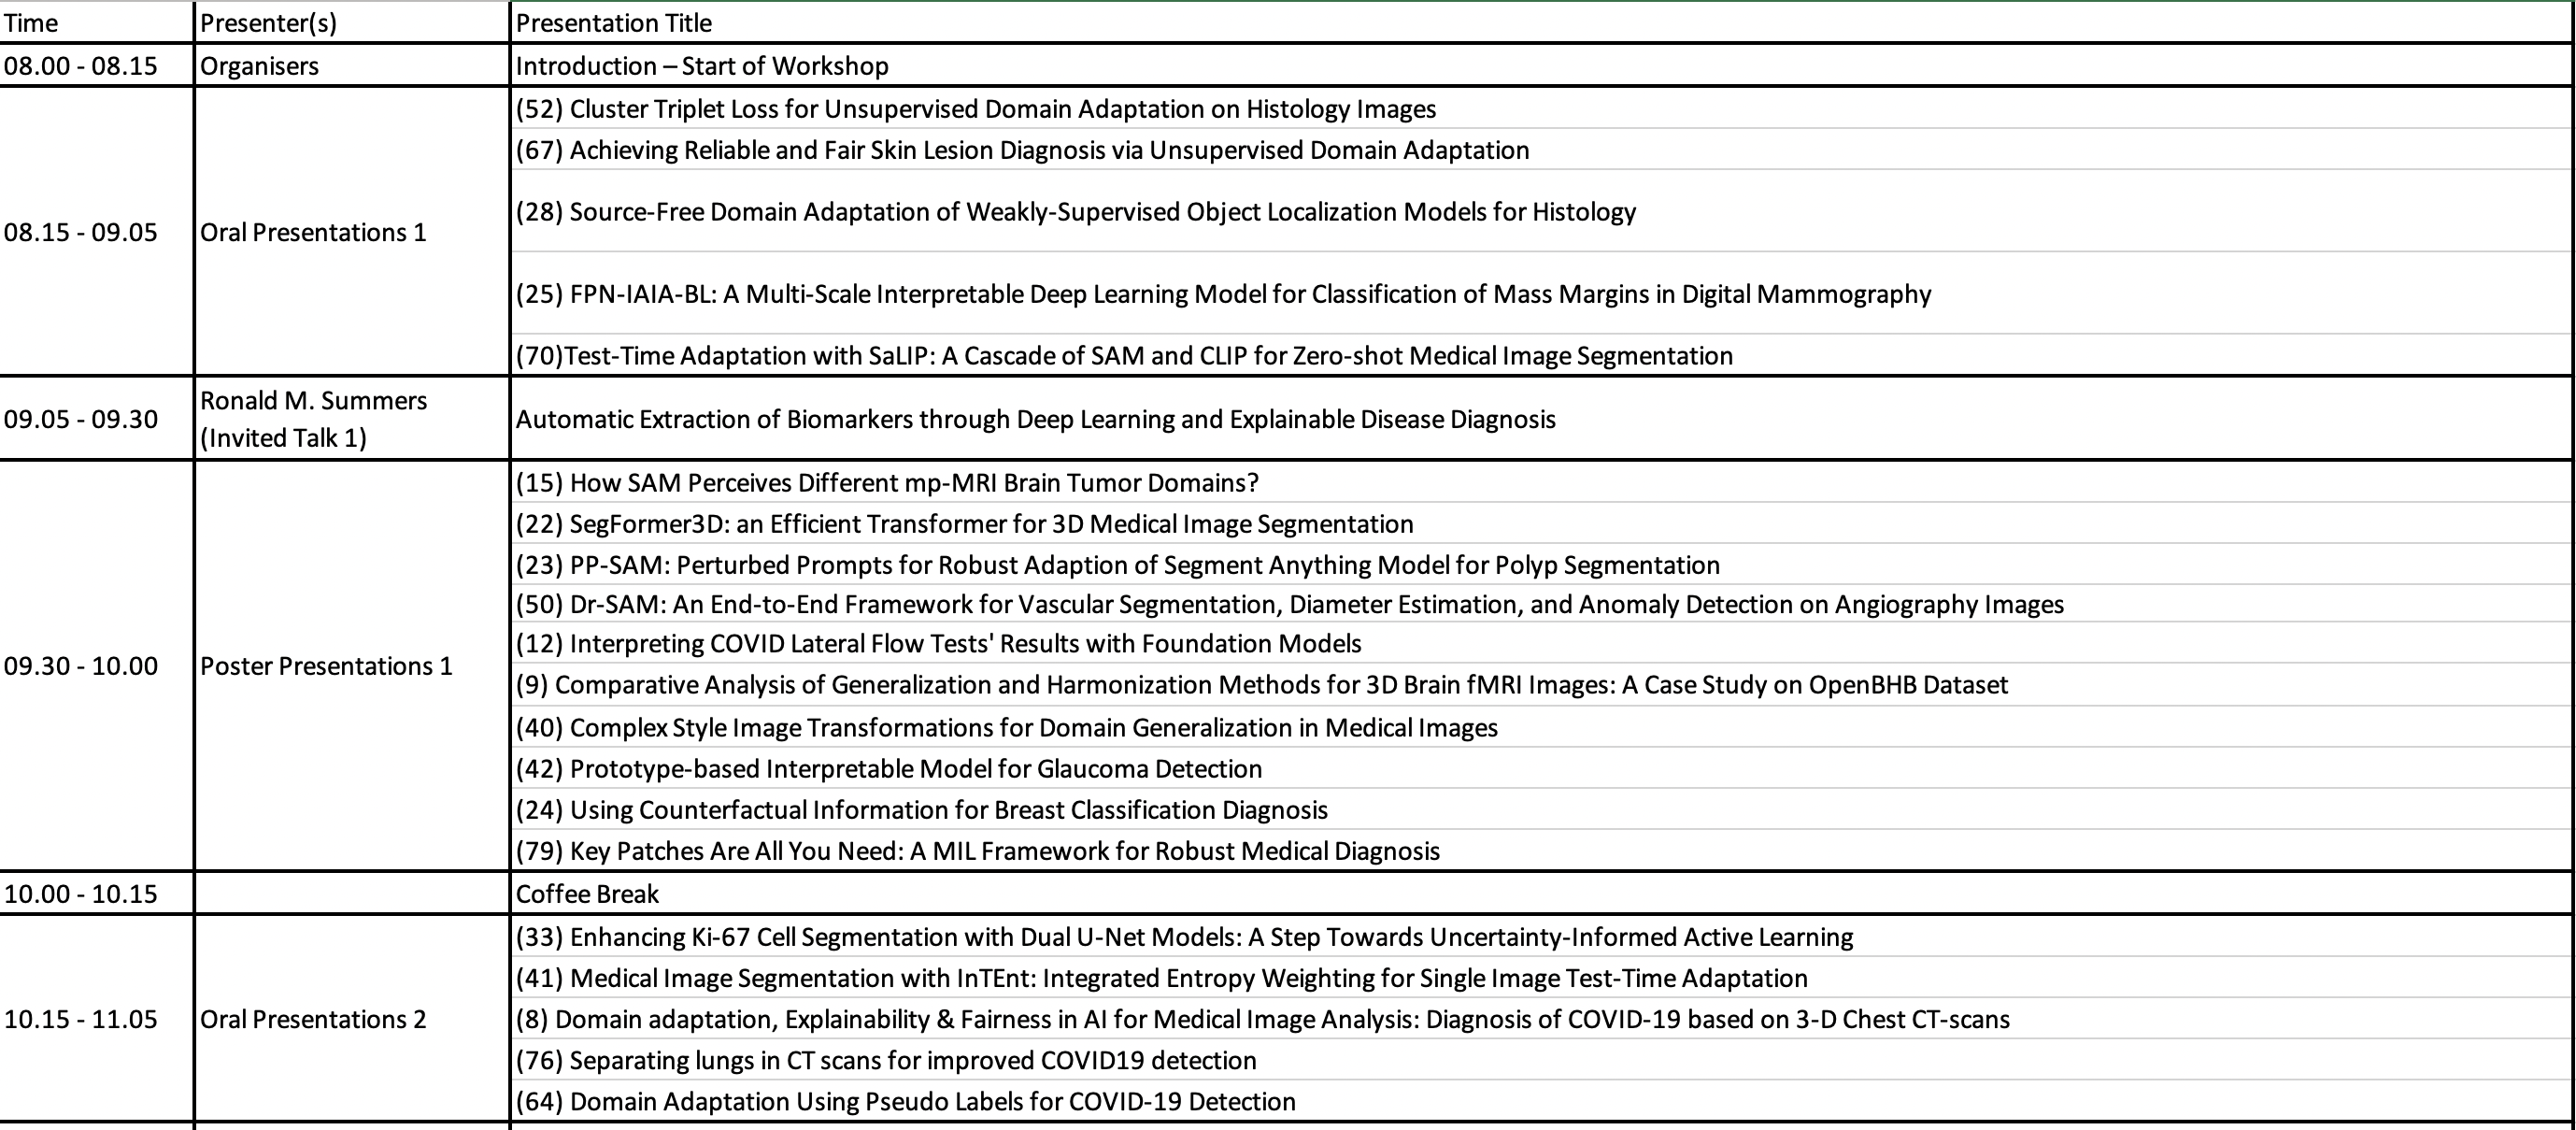 Time Presenter(s) Presentation Title
08.00 - 08.15 Organisers Introduction – Start of Workshop
08.15 - 09.05 Oral Presentations 1
(52) Cluster Triplet Loss for Unsupervised Domain Adaptation on Histology Images
(67) Achieving Reliable and Fair Skin Lesion Diagnosis via Unsupervised Domain Adaptation
(28) Source-Free Domain Adaptation of Weakly-Supervised Object Localization Models for Histology
(25) FPN-IAIA-BL: A Multi-Scale Interpretable Deep Learning Model for Classification of Mass Margins in Digital Mammography
(70)Test-Time Adaptation with SaLIP: A Cascade of SAM and CLIP for Zero-shot Medical Image Segmentation
09.05 - 09.30
Ronald M. Summers
(Invited Talk 1)
Automatic Extraction of Biomarkers through Deep Learning and Explainable Disease Diagnosis
09.30 - 10.00 Poster Presentations 1
(15) How SAM Perceives Different mp-MRI Brain Tumor Domains?
(22) SegFormer3D: an Efficient Transformer for 3D Medical Image Segmentation
(23) PP-SAM: Perturbed Prompts for Robust Adaption of Segment Anything Model for Polyp Segmentation
(50) Dr-SAM: An End-to-End Framework for Vascular Segmentation, Diameter Estimation, and Anomaly Detection on Angiography Images
(12) Interpreting COVID Lateral Flow Tests' Results with Foundation Models
(9) Comparative Analysis of Generalization and Harmonization Methods for 3D Brain fMRI Images: A Case Study on OpenBHB Dataset
(40) Complex Style Image Transformations for Domain Generalization in Medical Images
(42) Prototype-based Interpretable Model for Glaucoma Detection
(24) Using Counterfactual Information for Breast Classification Diagnosis
(79) Key Patches Are All You Need: A MIL Framework for Robust Medical Diagnosis
10.00 - 10.15 Coffee Break
10.15 - 11.05 Oral Presentations 2
(33) Enhancing Ki-67 Cell Segmentation with Dual U-Net Models: A Step Towards Uncertainty-Informed Active Learning
(41) Medical Image Segmentation with InTEnt: Integrated Entropy Weighting for Single Image Test-Time Adaptation
(8) Domain adaptation, Explainability & Fairness in AI for Medical Image Analysis: Diagnosis of COVID-19 based on 3-D Chest CT-scans
(76) Separating lungs in CT scans for improved COVID19 detection
(64) Domain Adaptation Using Pseudo Labels for COVID-19 Detection